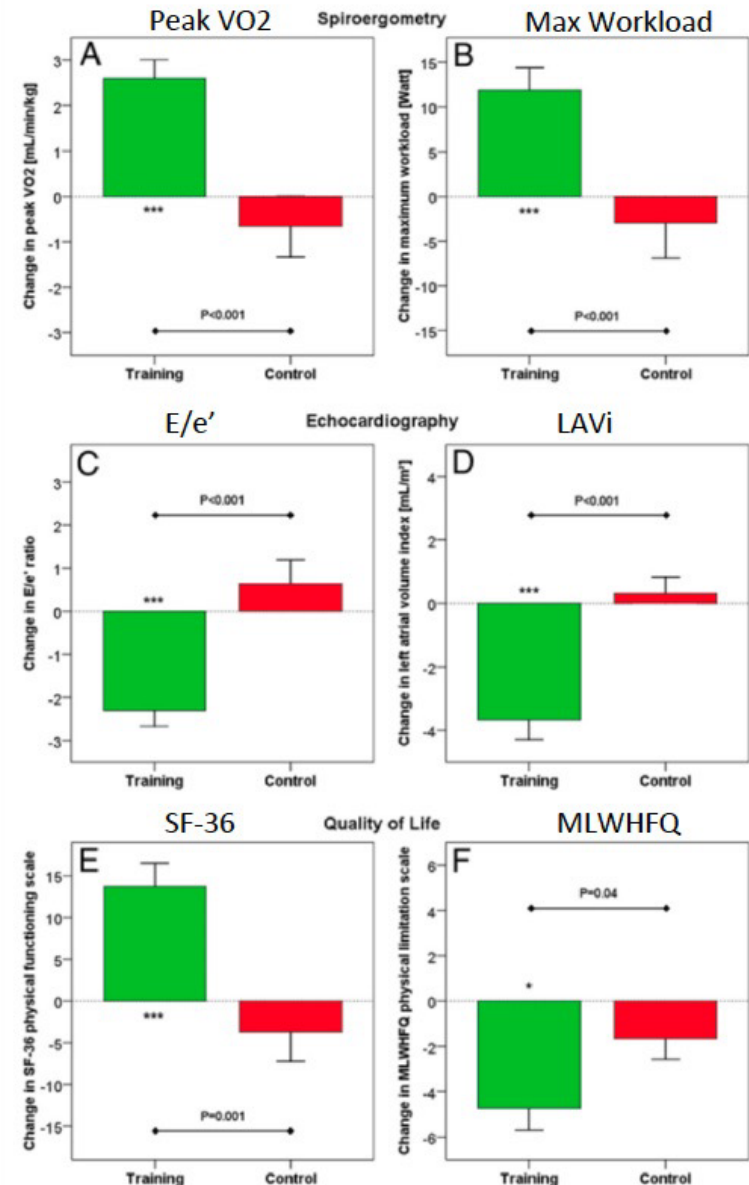 Peak VO2 Spiroergometry Max Workload
A
Change in peak VO2 [mL/min/kg]
3
2
1
0
-1
-2
-3
***
P<0.001
Training Control
B
Change in maximum workload [Watt]
15
10
5
0
-5
-10
-15
***
P<0.001
Training Control
E/e’ Echocardiography LAVi
C
Change in E/e' ratio
3
2
1
0
-1
-2
-3
P<0.001
***
Training Control
D
Change in left atrial volume index [mL/m²]
4
2
0
-2
-4
P<0.001
***
Training Control
SF-36 Quality of Life MLWHFQ
E
Change in SF-36 physical functioning scale
15
10
5
0
-5
-10
-15
***
P=0.001
Training Control
F
Change in MLWHFQ physical limitation scale
6
4
2
0
-2
-4
-6
P=0.04
*
Training Control